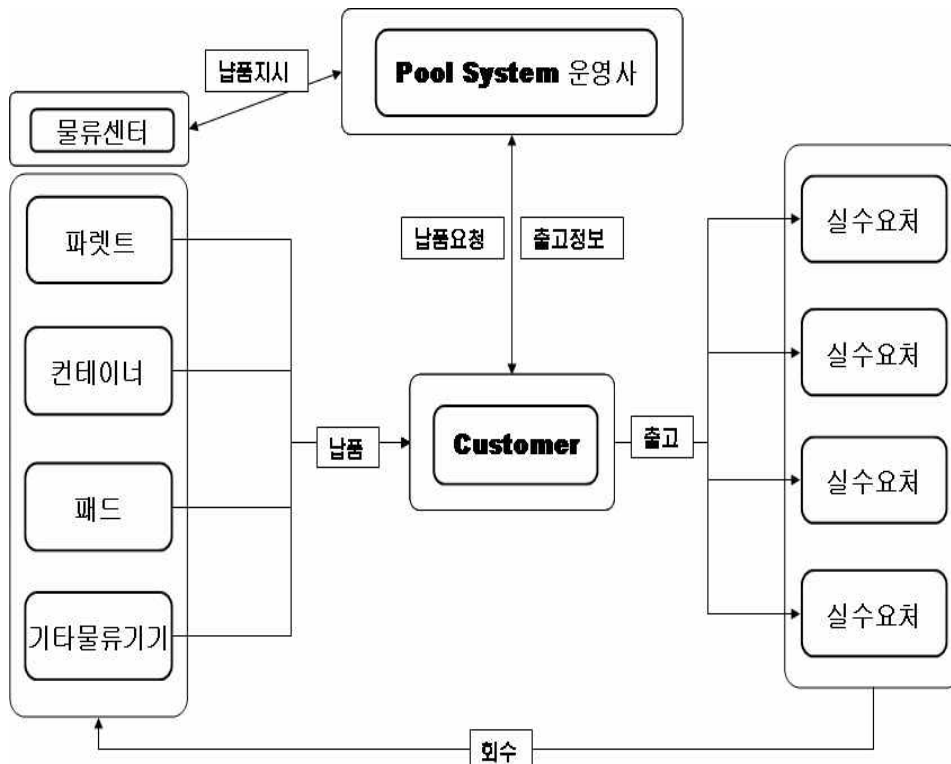 Pool System 운영사
납품지시
물류센터
파렛트
컨테이너
패드
기타물류기기
납품
납품요청
출고정보
Customer
출고
실수요처
실수요처
실수요처
실수요처
회수